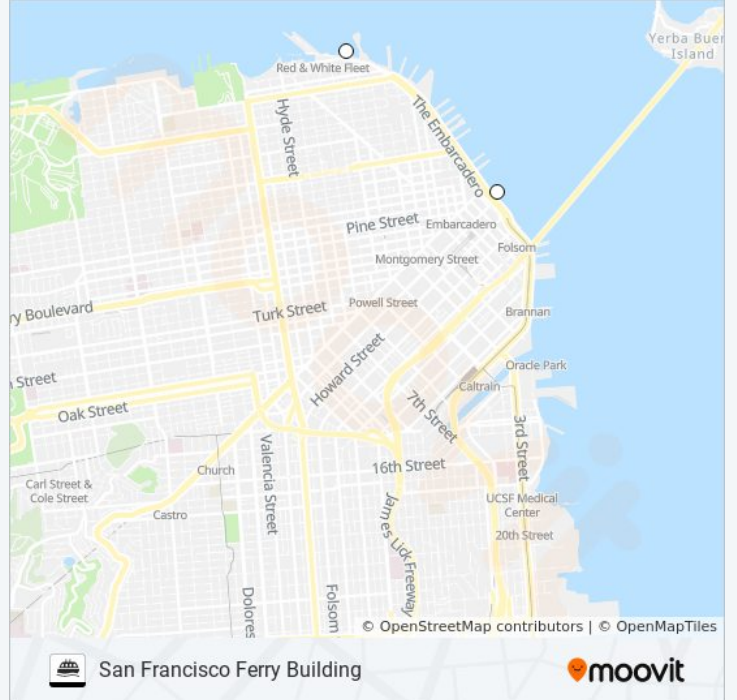 Yerba Buen
Island
Red & White Fleet
Hyde Street
The Embarcadero
Pine Street
Embarcadero
Folsom
Montgomery Street
Powell Street
ry Boulevard
Turk Street
Brannan
Howard Street
Oracle Park
Street
Caltrain
Oak Street
7th Street
3rd Street
Valencia Street
Church
16th Street
Carl Street &
Cole Street
UCSF Medical
Center
Castro
James Lick Freeway
20th Street
Dolores
Folsom
© OpenStreetMap contributors | © OpenMapTiles
San Francisco Ferry Building
moovit